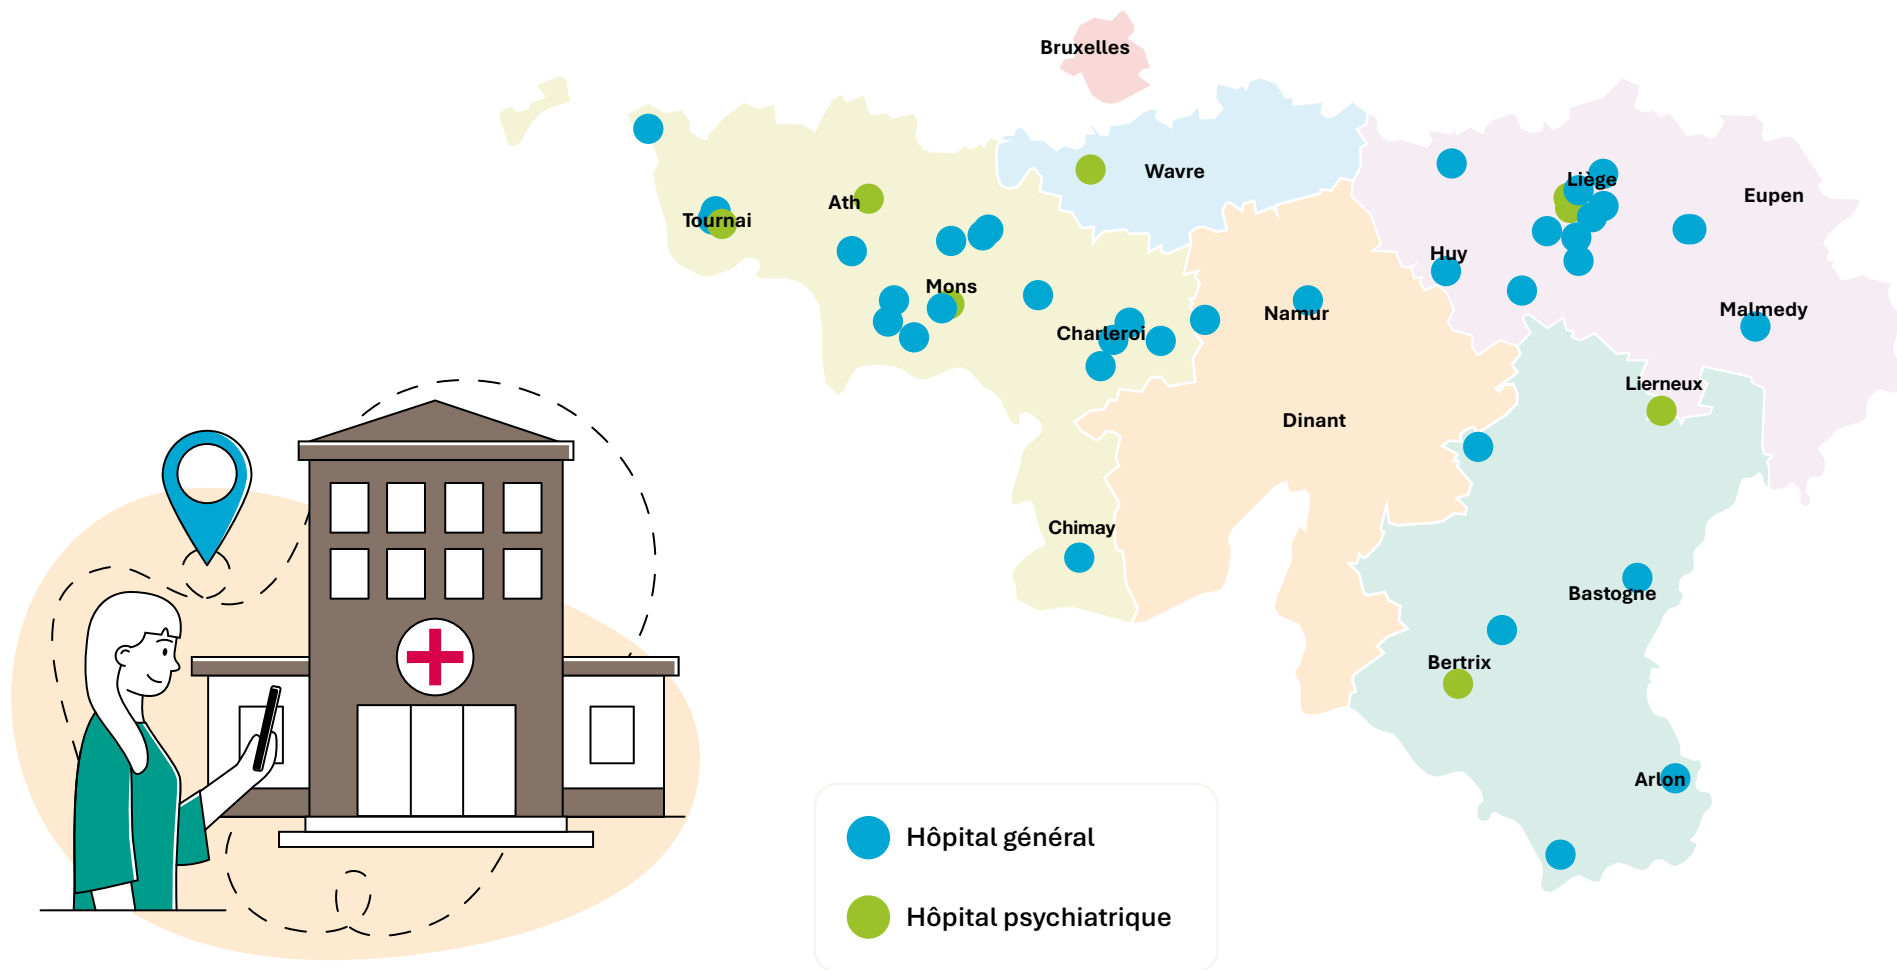 Bruxelles
Wavre
Liège
Eupen
Ath
Tournai
Huy
Mons
Namur
Malmedy
Charleroi
Lierneux
Dinant
Chimay
Bastogne
Bertrix
Arlon
Hôpital général
Hôpital psychiatrique